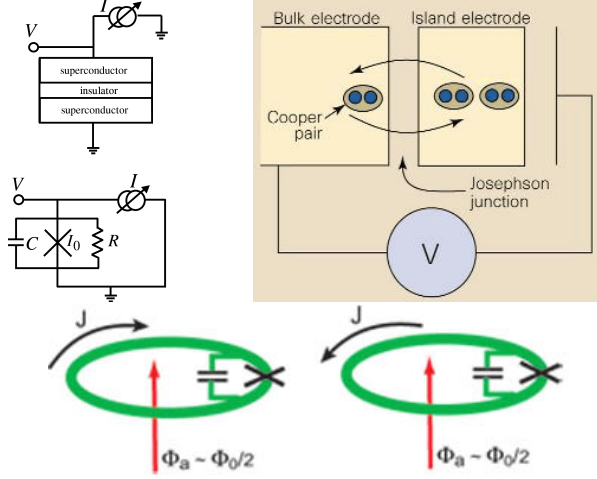 I
V
superconductor
insulator
superconductor
V
I
C
I₀
R
Bulk electrode
Island electrode
Cooper
pair
Josephson
junction
V
J
Φa ~ Φ0/2
J
Φa ~ Φ0/2